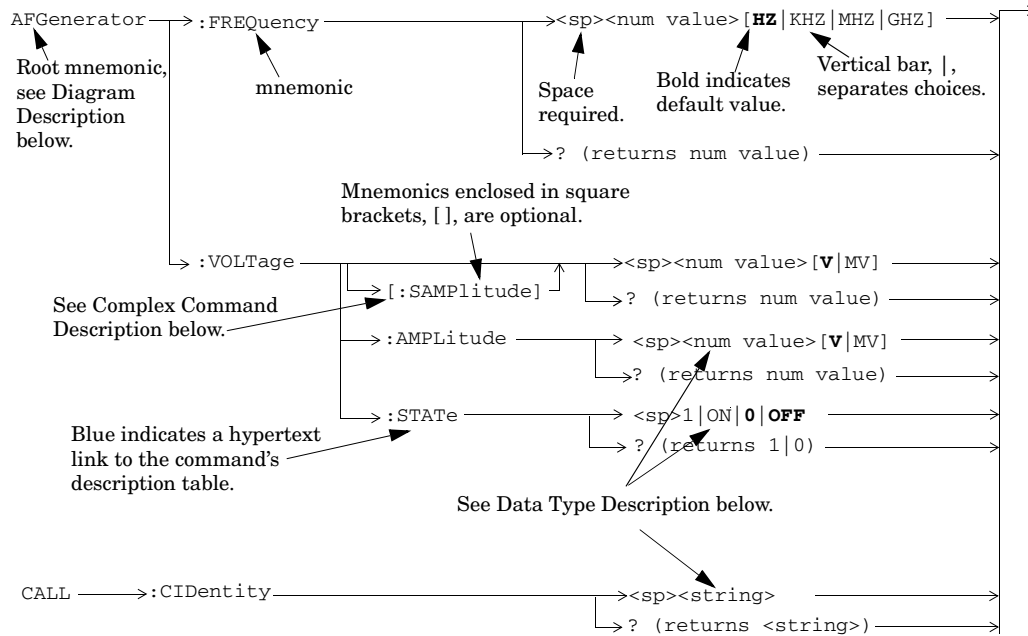 AFGenerator :FREQuency <sp><num value>[HZ|KHZ|MHZ|GHZ]
Root mnemonic,
see Diagram
Description
below.
mnemonic
Space
required.
Bold indicates
default value.
Vertical bar, |,
separates choices.
? (returns num value)
Mnemonics enclosed in square
brackets, [ ], are optional.
:VOLTage <sp><num value>[V|MV]
[:SAMPlitude] ? (returns num value)
See Complex Command
Description below.
:AMPLitude <sp><num value>[V|MV]
? (returns num value)
:STATe <sp>1|ON|0|OFF
? (returns 1|0)
Blue indicates a hypertext
link to the command's
description table.
See Data Type Description below.
CALL :CIDentity <sp><string>
? (returns <string>)